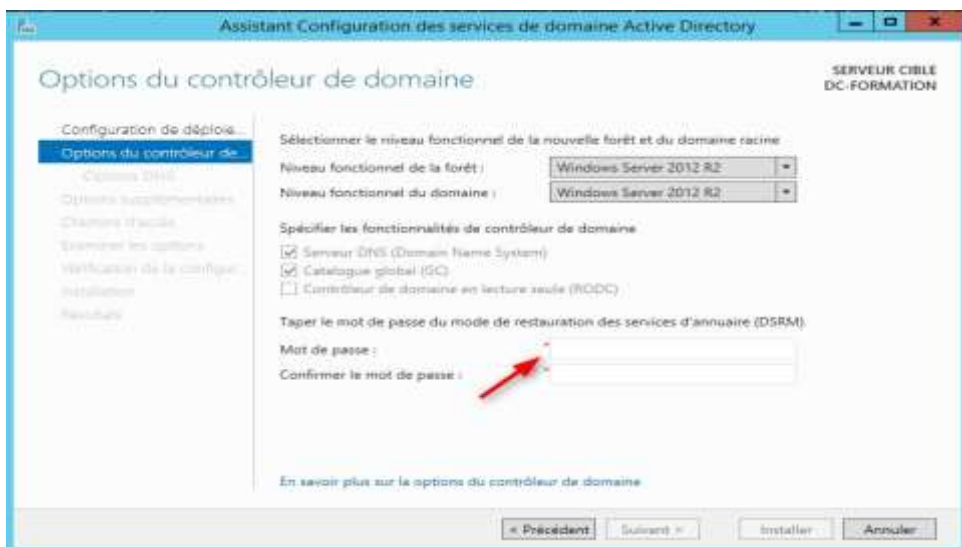 Assistant Configuration des services de domaine Active Directory
Options du contrôleur de domaine
SERVEUR CIBLE
DC-FORMATION
Configuration de déploie...
Options du contrôleur de...
Options DNS
Options supplémentaires
Chemins d'accès
Examiner les options
Vérification de la configur...
Installation
Résultats
Sélectionner le niveau fonctionnel de la nouvelle forêt et du domaine racine
Niveau fonctionnel de la forêt :
Windows Server 2012 R2
Niveau fonctionnel du domaine :
Windows Server 2012 R2
Spécifier les fonctionnalités de contrôleur de domaine
Serveur DNS (Domain Name System)
Catalogue global (GC)
Contrôleur de domaine en lecture seule (RODC)
Taper le mot de passe du mode de restauration des services d'annuaire (DSRM)
Mot de passe :
Confirmer le mot de passe :
En savoir plus sur la options du contrôleur de domaine
< Précédent
Suivant >
Installer
Annuler